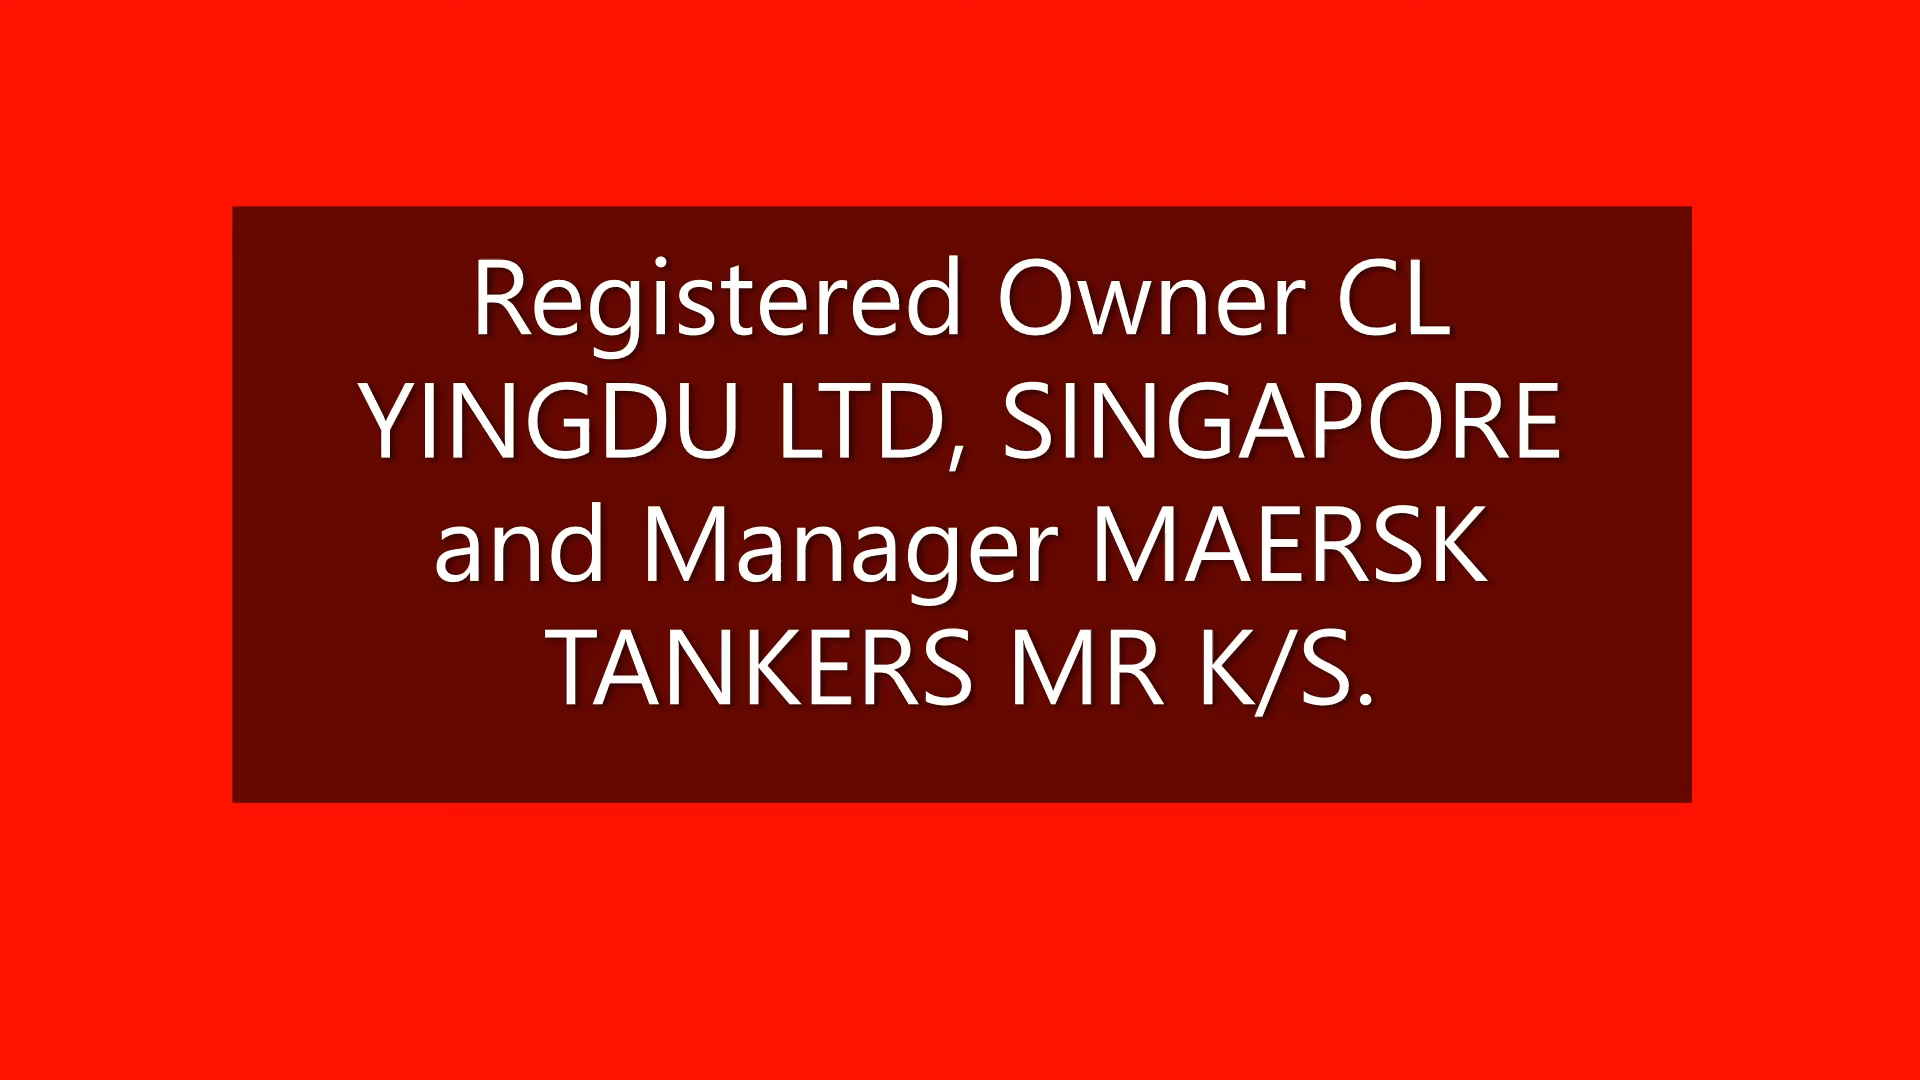 Registered Owner CL
YINGDU LTD, SINGAPORE
and Manager MAERSK
TANKERS MR K/S.